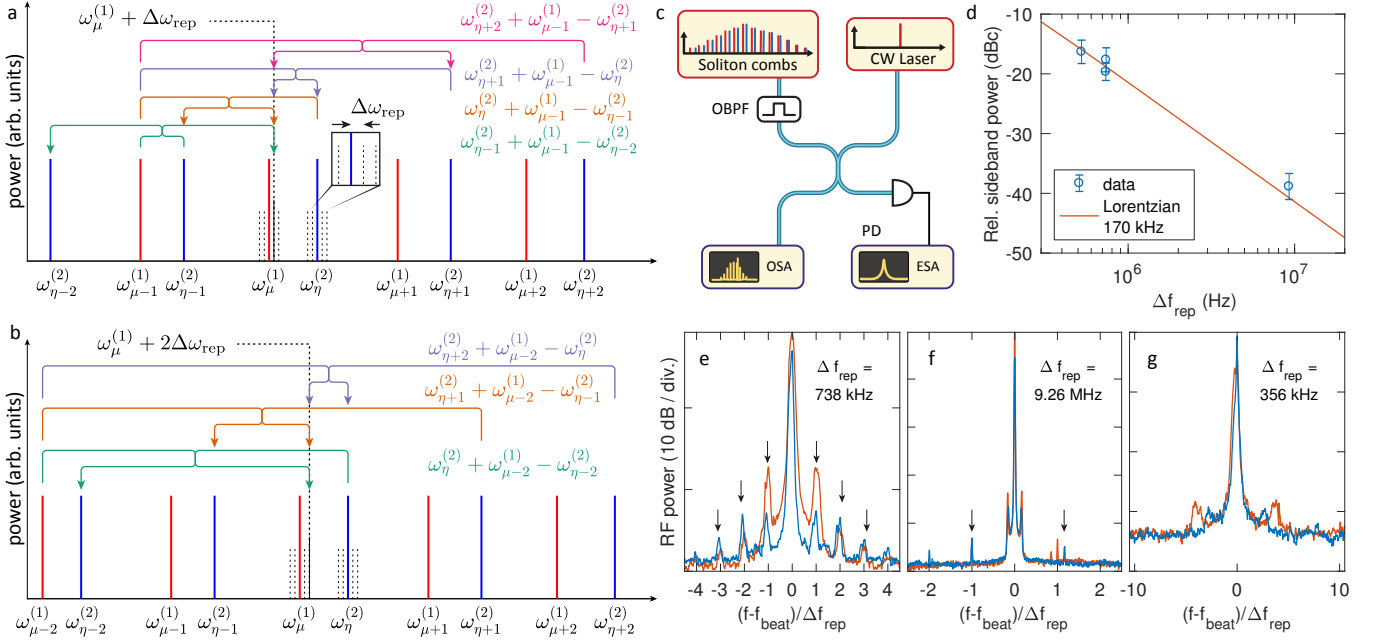 a
power (arb. units)
ω_μ^(1) + Δω_rep
ω_{η+2}^(2) + ω_{μ−1}^(1) − ω_{η+1}^(2)
ω_{η+1}^(2) + ω_{μ−1}^(1) − ω_η^(2)
ω_η^(2) + ω_{μ−1}^(1) − ω_{η−1}^(2)
ω_{η−1}^(2) + ω_{μ−1}^(1) − ω_{η−2}^(2)
Δω_rep
ω_{η−2}^(2) ω_{μ−1}^(1) ω_{η−1}^(2) ω_μ^(1) ω_η^(2) ω_{μ+1}^(1) ω_{η+1}^(2) ω_{μ+2}^(1) ω_{η+2}^(2)
b
power (arb. units)
ω_μ^(1) + 2Δω_rep
ω_{η+2}^(2) + ω_{μ−2}^(1) − ω_η^(2)
ω_{η+1}^(2) + ω_{μ−2}^(1) − ω_{η−1}^(2)
ω_η^(2) + ω_{μ−2}^(1) − ω_{η−2}^(2)
ω_{μ−2}^(1) ω_{η−2}^(2) ω_{μ−1}^(1) ω_{η−1}^(2) ω_μ^(1) ω_η^(2) ω_{μ+1}^(1) ω_{η+1}^(2) ω_{μ+2}^(1) ω_{η+2}^(2)
c
Soliton combs
CW Laser
OBPF
PD
OSA
ESA
d
Rel. sideband power (dBc)
-10
-20
-30
-40
-50
data
Lorentzian
170 kHz
10^6 10^7
Δf_rep (Hz)
RF power (10 dB / div.)
e
Δ f_rep =
738 kHz
-4 -3 -2 -1 0 1 2 3 4
(f-f_beat)/Δf_rep
f
Δ f_rep =
9.26 MHz
-2 -1 0 1 2
(f-f_beat)/Δf_rep
g
Δ f_rep =
356 kHz
-10 0 10
(f-f_beat)/Δf_rep